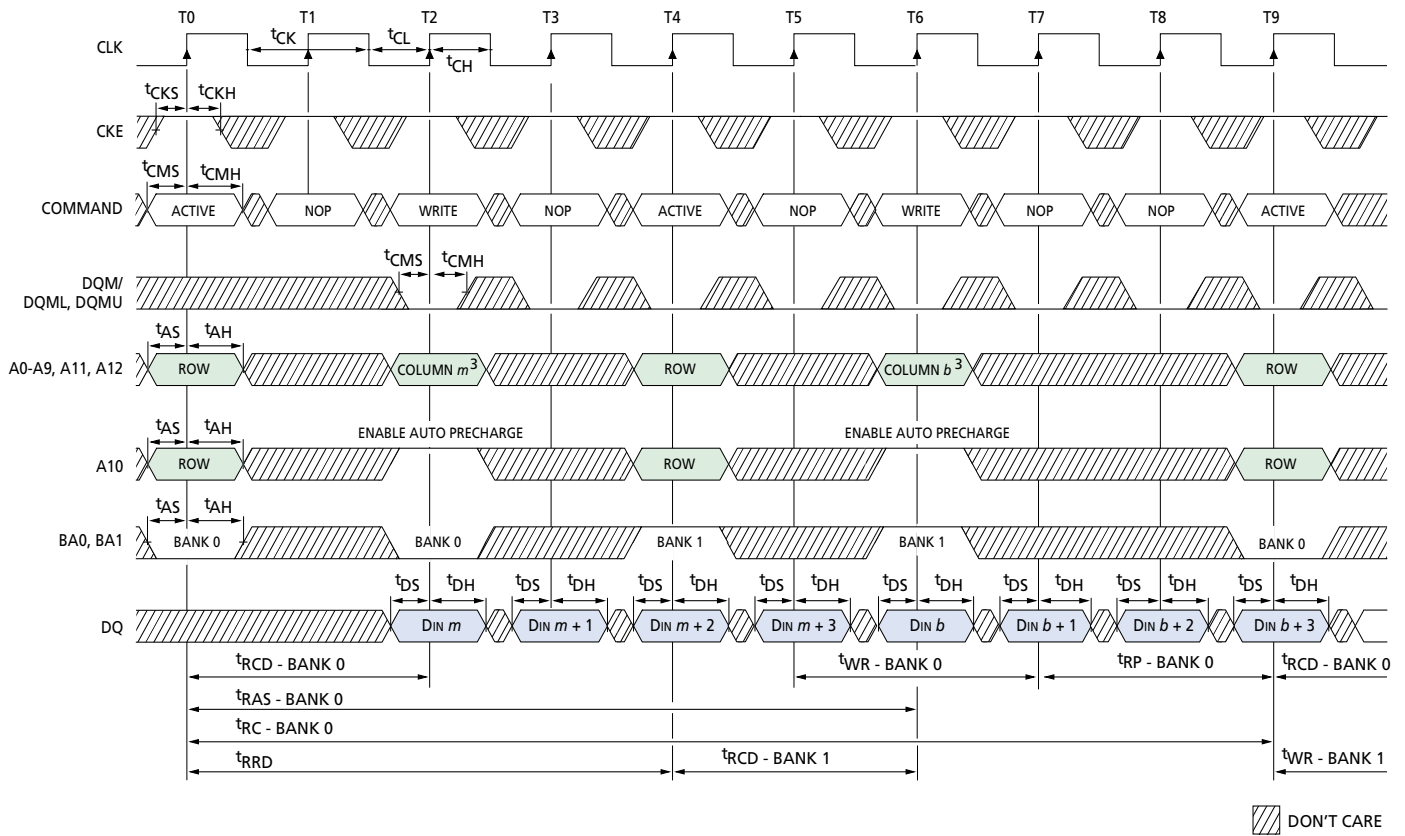 T0 T1 T2 T3 T4 T5 T6 T7 T8 T9
CLK
tCK tCL tCH
tCKS tCKH
CKE
tCMS tCMH
COMMAND ACTIVE NOP WRITE NOP ACTIVE NOP WRITE NOP NOP ACTIVE
tCMS tCMH
DQM/
DQML, DQMU
tAS tAH
A0-A9, A11, A12 ROW COLUMN m3 ROW COLUMN b3 ROW
tAS tAH
ENABLE AUTO PRECHARGE ENABLE AUTO PRECHARGE
A10 ROW ROW ROW
tAS tAH
BA0, BA1 BANK 0 BANK 0 BANK 1 BANK 1 BANK 0
tDS tDH tDS tDH tDS tDH tDS tDH tDS tDH tDS tDH tDS tDH tDS tDH
DQ DIN m DIN m + 1 DIN m + 2 DIN m + 3 DIN b DIN b + 1 DIN b + 2 DIN b + 3
tRCD - BANK 0 tWR - BANK 0 tRP - BANK 0 tRCD - BANK 0
tRAS - BANK 0
tRC - BANK 0
tRRD tRCD - BANK 1 tWR - BANK 1
DON'T CARE